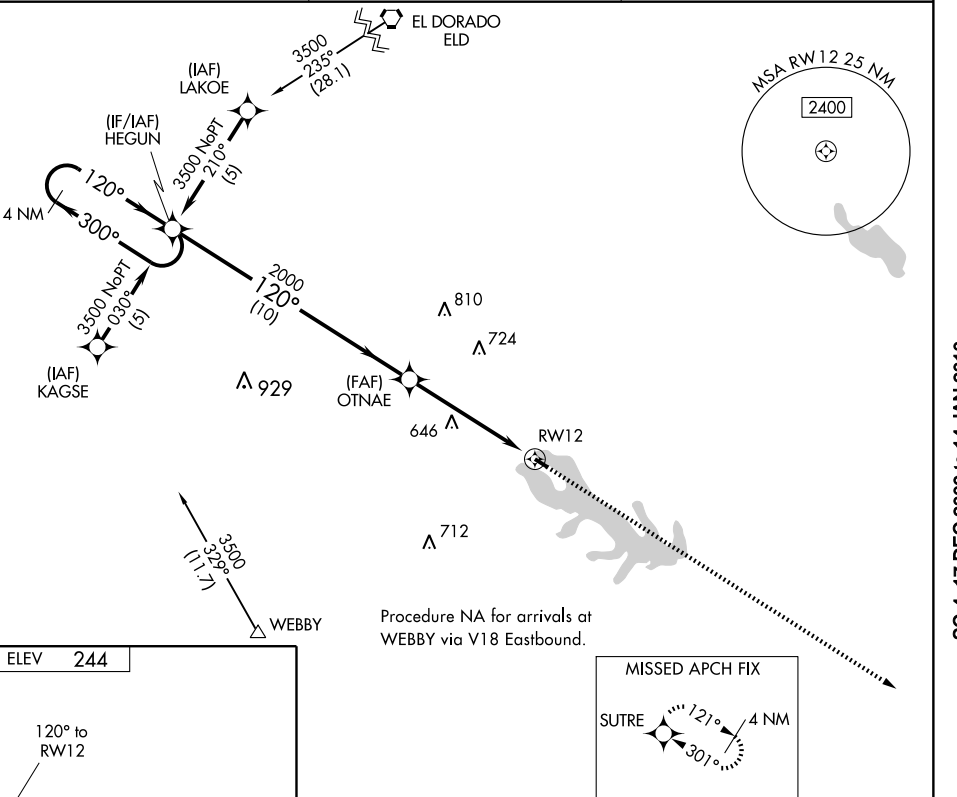 EL DORADO
ELD
3500
235°
(28.1)
(IAF)
LAKOE
MSA RW12 25 NM
2400
(IF/IAF)
HEGUN
3500 NoPT
210°
(5)
120°
4 NM
300°
3500 NoPT
030°
(5)
2000
120°
(10)
810
724
(IAF)
KAGSE
929
(FAF)
OTNAE
646
RW12
712
3500
329°
(11.7)
WEBBY
Procedure NA for arrivals at
WEBBY via V18 Eastbound.
ELEV 244
120° to
RW12
MISSED APCH FIX
SUTRE
121°
4 NM
301°